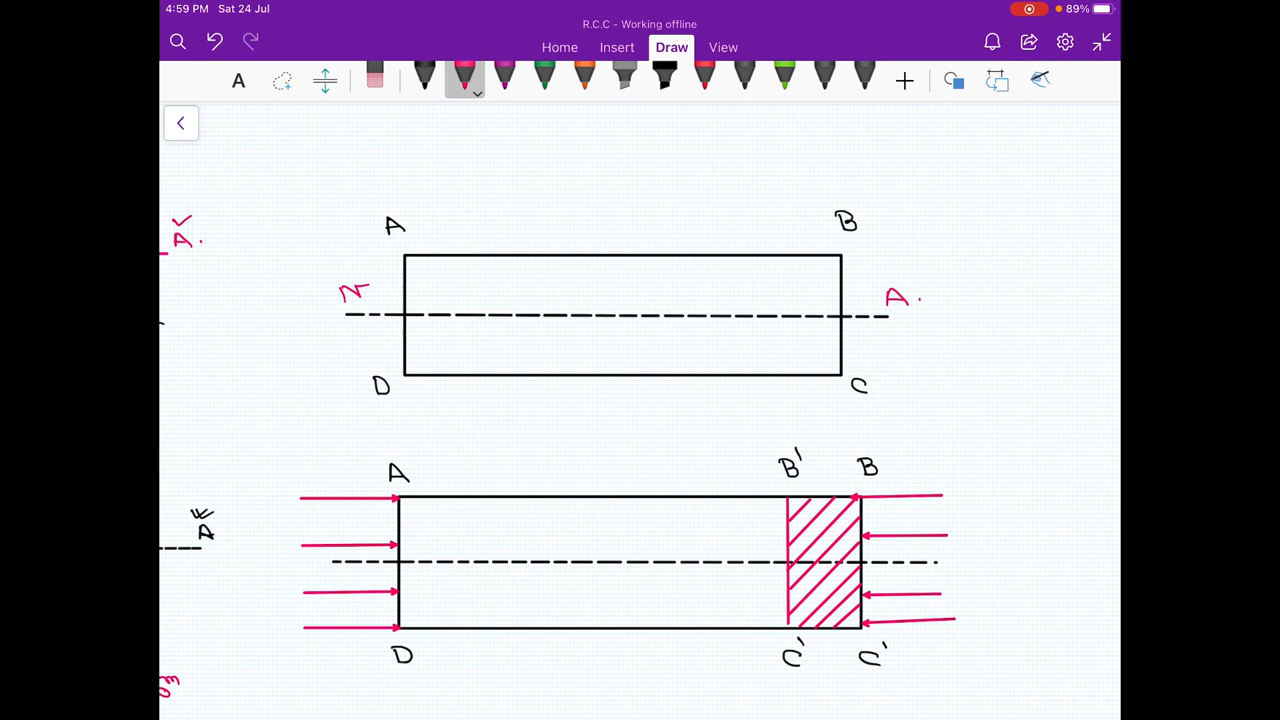 4:59 PM Sat 24 Jul
89%
R.C.C - Working offline
Home Insert Draw View
A
A B
A.
N A.
D C
B' B
A
A
D C' C'